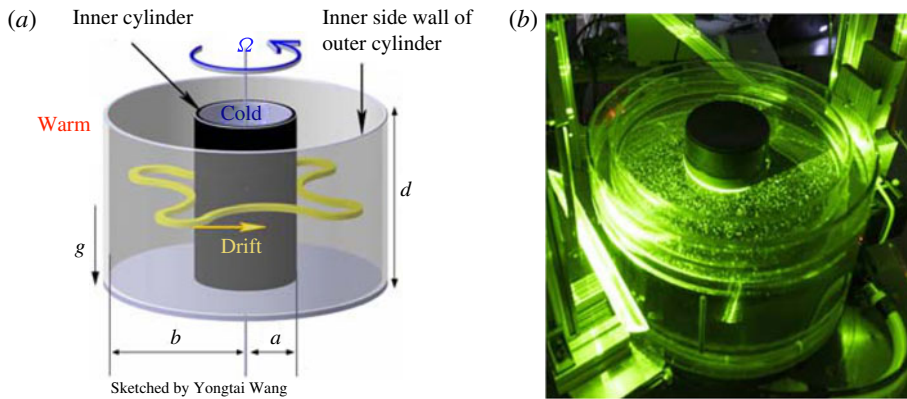 (a)
Inner cylinder
Ω
Inner side wall of
outer cylinder
Cold
Warm
d
g
Drift
b
a
Sketched by Yongtai Wang
(b)